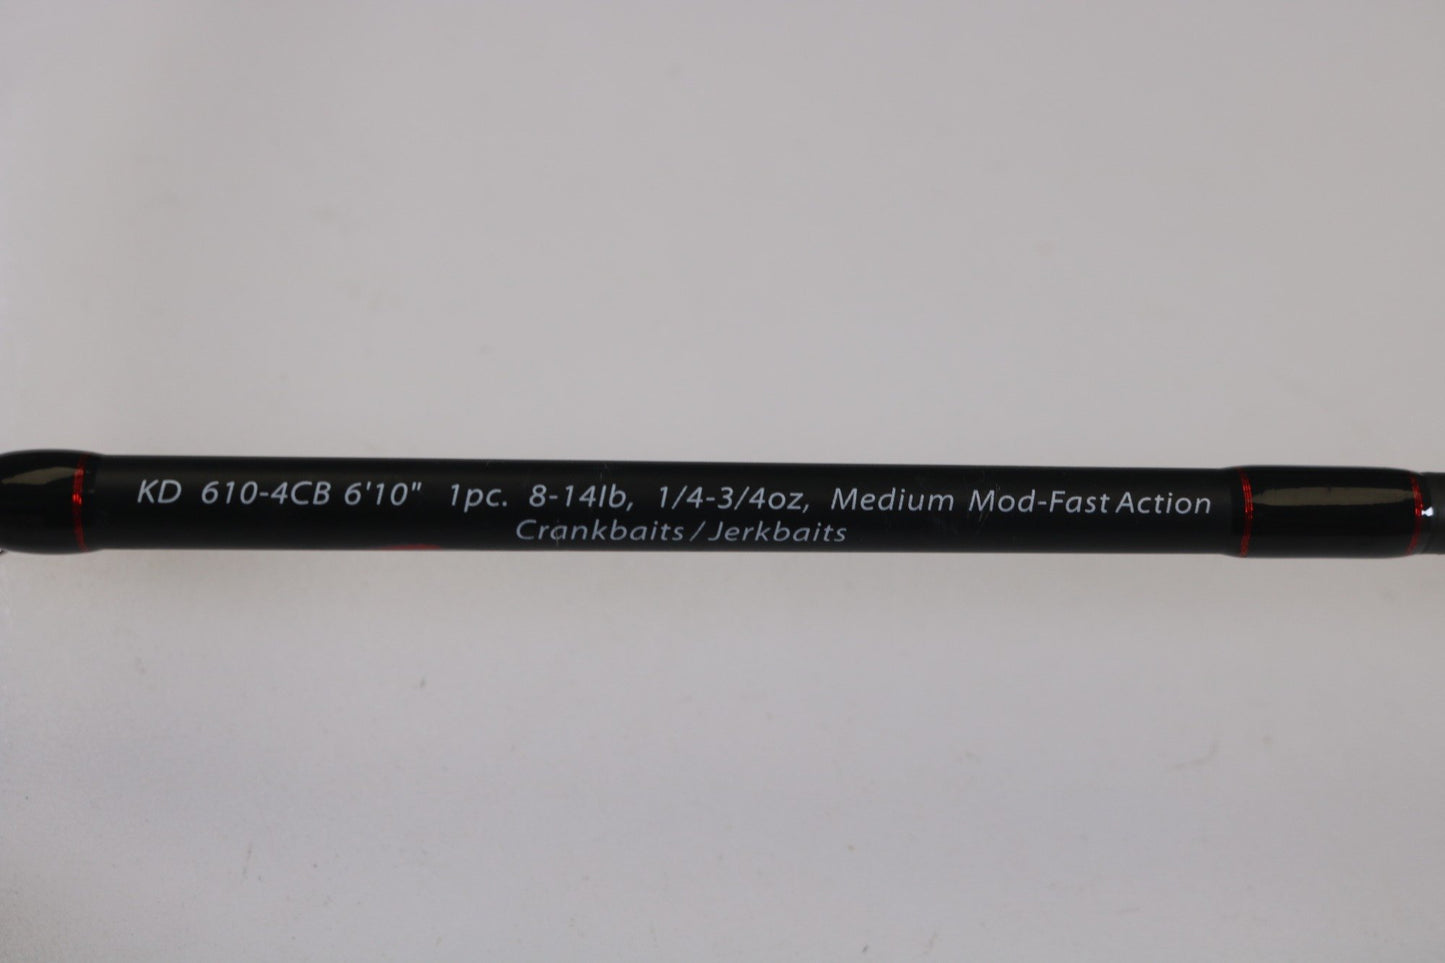 KD 610-4CB 6'10" 1pc. 8-14lb, 1/4-3/4oz, Medium Mod-Fast Action
Crankbaits/Jerkbaits